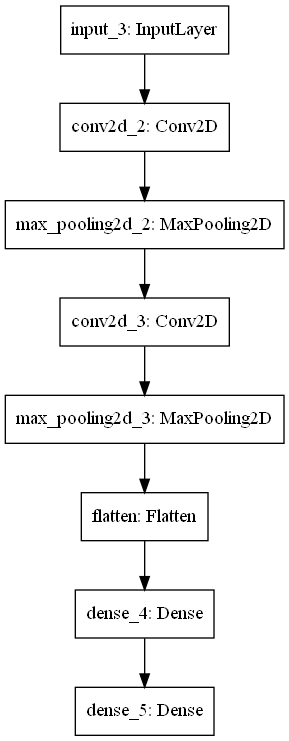 input_3: InputLayer
conv2d_2: Conv2D
max_pooling2d_2: MaxPooling2D
conv2d_3: Conv2D
max_pooling2d_3: MaxPooling2D
flatten: Flatten
dense_4: Dense
dense_5: Dense